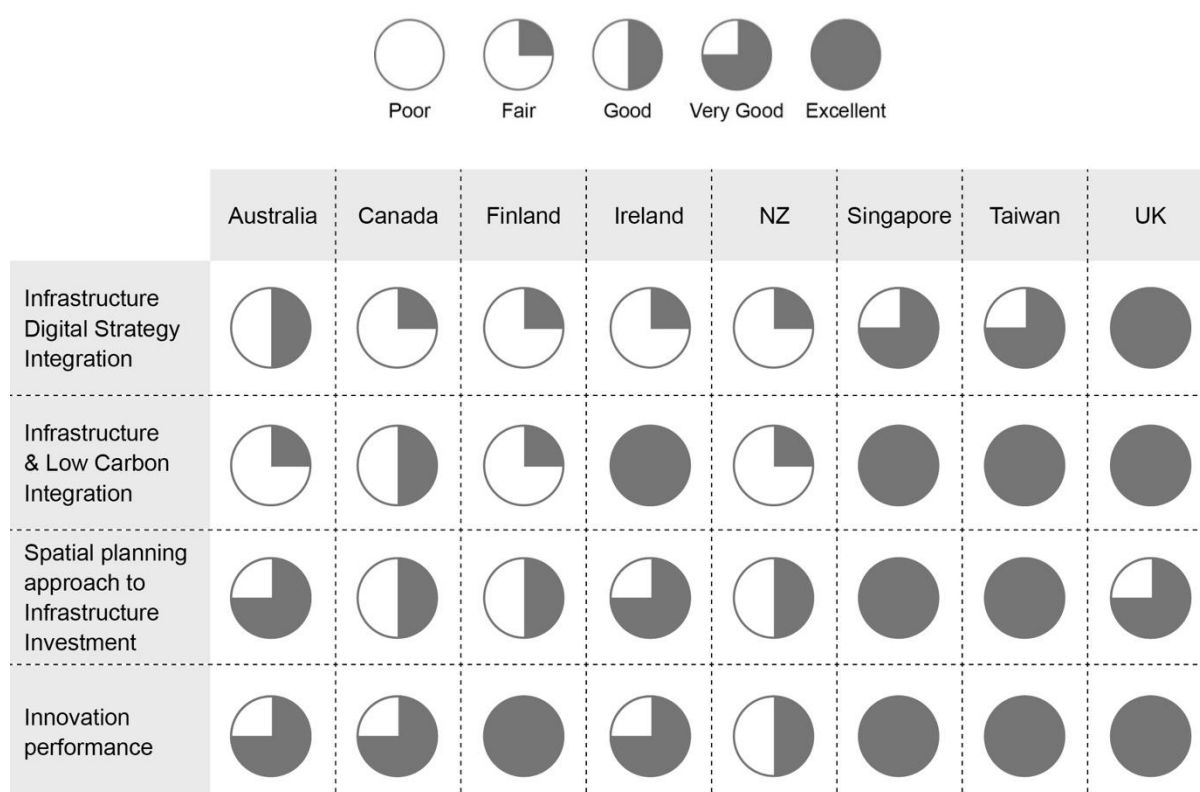 Poor Fair Good Very Good Excellent
Australia Canada Finland Ireland NZ Singapore Taiwan UK
Infrastructure
Digital Strategy
Integration
Infrastructure
& Low Carbon
Integration
Spatial planning
approach to
Infrastructure
Investment
Innovation
performance